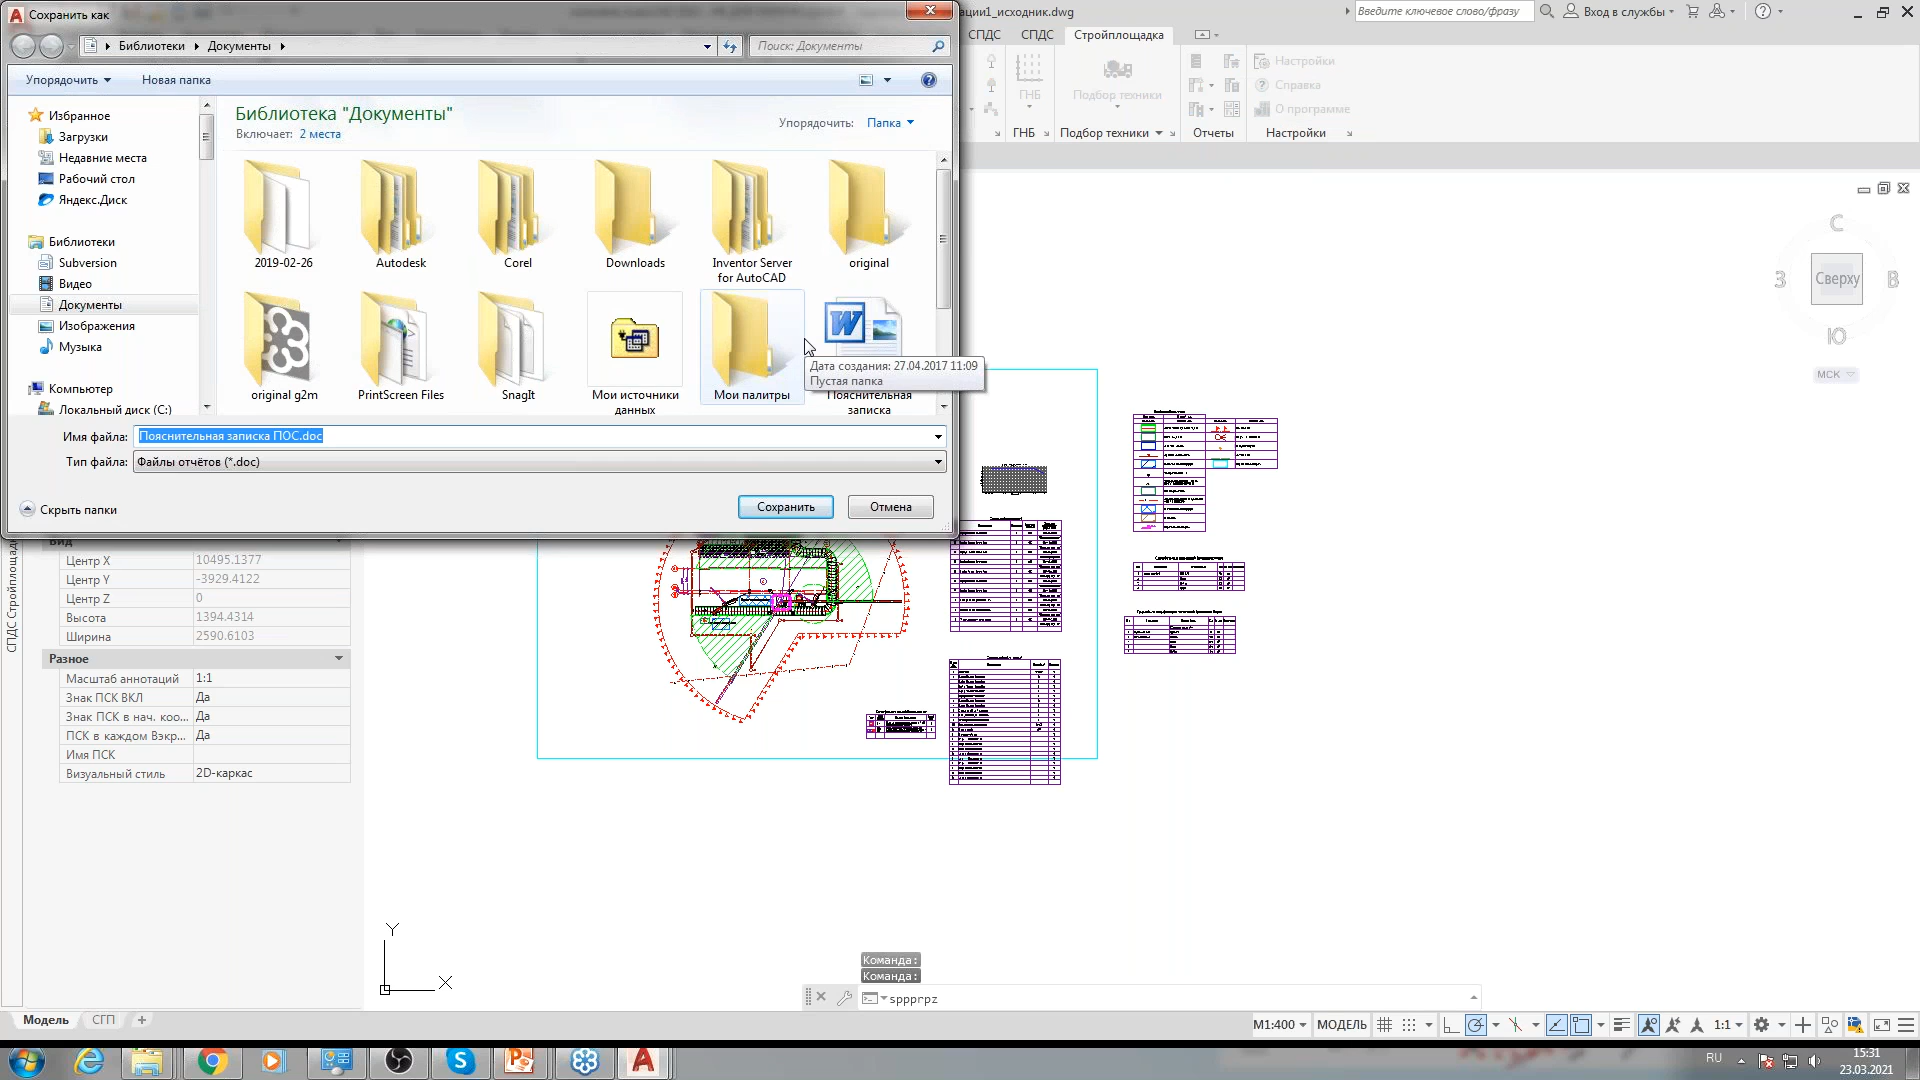 Сохранить как
Библиотеки
Документы
Поиск: Документы
Упорядочить
Новая папка
Избранное
Загрузки
Недавние места
Рабочий стол
Яндекс.Диск
Библиотеки
Subversion
Видео
Документы
Изображения
Музыка
Компьютер
Локальный диск (C:)
Библиотека "Документы"
Включает: 2 места
Упорядочить: Папка
2019-02-26
Autodesk
Corel
Downloads
Inventor Server for AutoCAD
original
original g2m
PrintScreen Files
SnagIt
Мои источники данных
Мои палитры
Пояснительная записка
Дата создания: 27.04.2017 11:09
Пустая папка
Имя файла: Пояснительная записка ПОС.doc
Тип файла: Файлы отчётов (*.doc)
Скрыть папки
Сохранить
Отмена
ации1_исходник.dwg
Введите ключевое слово/фразу
Вход в службы
СПДС
СПДС
Стройплощадка
ГНБ
Подбор техники
Настройки
Справка
О программе
ГНБ
Подбор техники
Отчеты
Настройки
С
З
Сверху
В
Ю
МСК
СПДС Стройплощадк
Вид
Центр X 10495.1377
Центр Y -3929.4122
Центр Z 0
Высота 1394.4314
Ширина 2590.6103
Разное
Масштаб аннотаций 1:1
Знак ПСК ВКЛ Да
Знак ПСК в нач. коо... Да
ПСК в каждом Вэкр... Да
Имя ПСК
Визуальный стиль 2D-каркас
Y
X
Команда:
Команда:
sppprpz
Модель
СГП
М1:400
МОДЕЛЬ
1:1
RU
15:31
23.03.2021